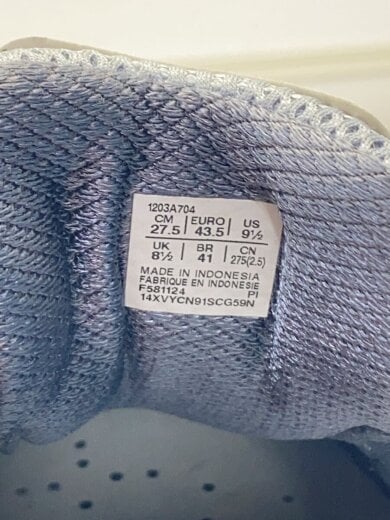 1203A704
CM EURO US
27.5 43.5 9½
UK BR CN
8½ 41 275(2.5)
MADE IN INDONESIA
FABRIQUE EN INDONESIE
F581124 PI
14XVYCN91SCG59N